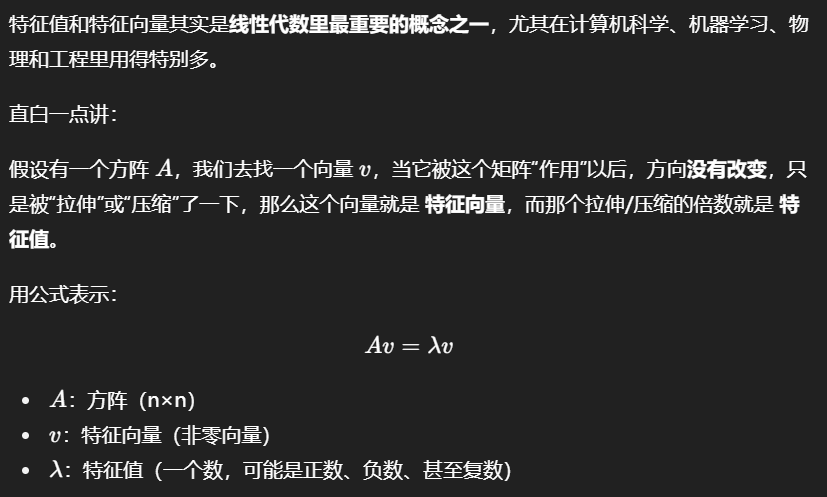 特征值和特征向量其实是线性代数里最重要的概念之一，尤其在计算机科学、机器学习、物
理和工程里用得特别多。
直白一点讲：
假设有一个方阵 A，我们去找一个向量 v，当它被这个矩阵“作用”以后，方向没有改变，只
是被“拉伸”或“压缩”了一下，那么这个向量就是 特征向量，而那个拉伸/压缩的倍数就是 特
征值。
用公式表示：
Av = λv
• A：方阵（n×n）
• v：特征向量（非零向量）
• λ：特征值（一个数，可能是正数、负数、甚至复数）